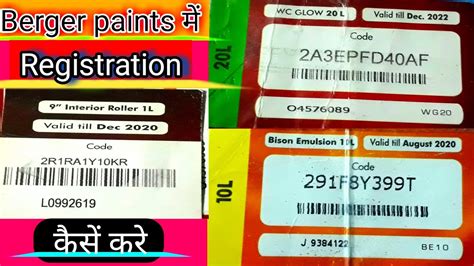 Berger paints में
Registration
9" Interior Roller 1L
Valid till Dec 2020
Code
2R1RA1Y10KR
L0992619
कैसें करे
20L
WC GLOW 20 L
Valid till Dec. 2022
Code
2A3EPFD40AF
O4576089
WG20
10L
Bison Emulsion 10L
Valid till August 2020
Code
291F8Y399T
J 9384122
BE10